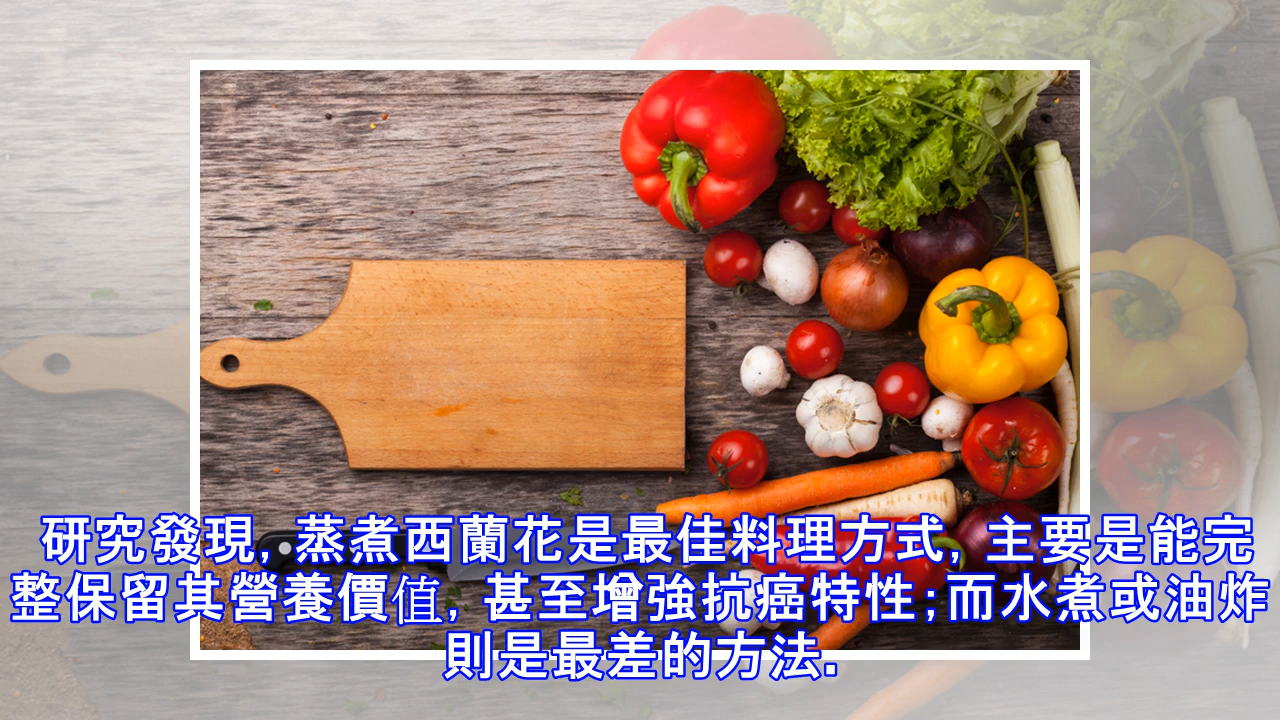 研究發現, 蒸煮西蘭花是最佳料理方式, 主要是能完
整保留其營養價值, 甚至增強抗癌特性;而水煮或油炸
則是最差的方法.